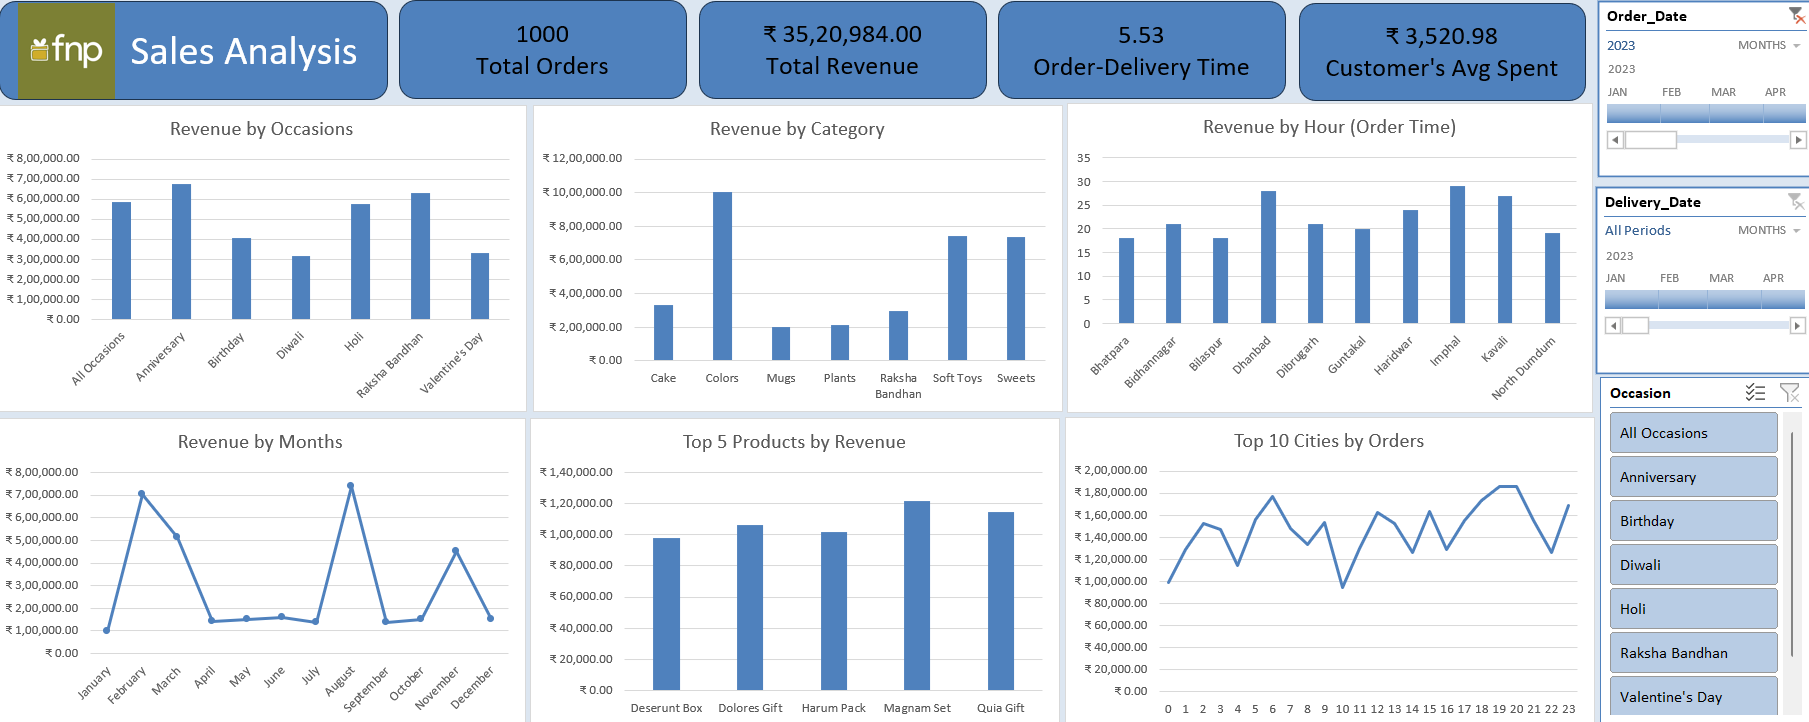 fnp
Sales Analysis
1000
Total Orders
₹ 35,20,984.00
Total Revenue
5.53
Order-Delivery Time
₹ 3,520.98
Customer's Avg Spent
Order_Date
2023
MONTHS
2023
JAN FEB MAR APR
Delivery_Date
All Periods
MONTHS
2023
JAN FEB MAR APR
Occasion
All Occasions
Anniversary
Birthday
Diwali
Holi
Raksha Bandhan
Valentine's Day
Revenue by Occasions
₹ 8,00,000.00
₹ 7,00,000.00
₹ 6,00,000.00
₹ 5,00,000.00
₹ 4,00,000.00
₹ 3,00,000.00
₹ 2,00,000.00
₹ 1,00,000.00
₹ 0.00
All Occasions
Anniversary
Birthday
Diwali
Holi
Raksha Bandhan
Valentine's Day
Revenue by Category
₹ 12,00,000.00
₹ 10,00,000.00
₹ 8,00,000.00
₹ 6,00,000.00
₹ 4,00,000.00
₹ 2,00,000.00
₹ 0.00
Cake
Colors
Mugs
Plants
Raksha
Bandhan
Soft Toys
Sweets
Revenue by Hour (Order Time)
35
30
25
20
15
10
5
0
Bhatpara
Bidhannagar
Bilaspur
Dhanbad
Dibrugarh
Guntakal
Haridwar
Imphal
Kavali
North Dumdum
Revenue by Months
₹ 8,00,000.00
₹ 7,00,000.00
₹ 6,00,000.00
₹ 5,00,000.00
₹ 4,00,000.00
₹ 3,00,000.00
₹ 2,00,000.00
₹ 1,00,000.00
₹ 0.00
January
February
March
April
May
June
July
August
September
October
November
December
Top 5 Products by Revenue
₹ 1,40,000.00
₹ 1,20,000.00
₹ 1,00,000.00
₹ 80,000.00
₹ 60,000.00
₹ 40,000.00
₹ 20,000.00
₹ 0.00
Deserunt Box
Dolores Gift
Harum Pack
Magnam Set
Quia Gift
Top 10 Cities by Orders
₹ 2,00,000.00
₹ 1,80,000.00
₹ 1,60,000.00
₹ 1,40,000.00
₹ 1,20,000.00
₹ 1,00,000.00
₹ 80,000.00
₹ 60,000.00
₹ 40,000.00
₹ 20,000.00
₹ 0.00
0 1 2 3 4 5 6 7 8 9 10 11 12 13 14 15 16 17 18 19 20 21 22 23